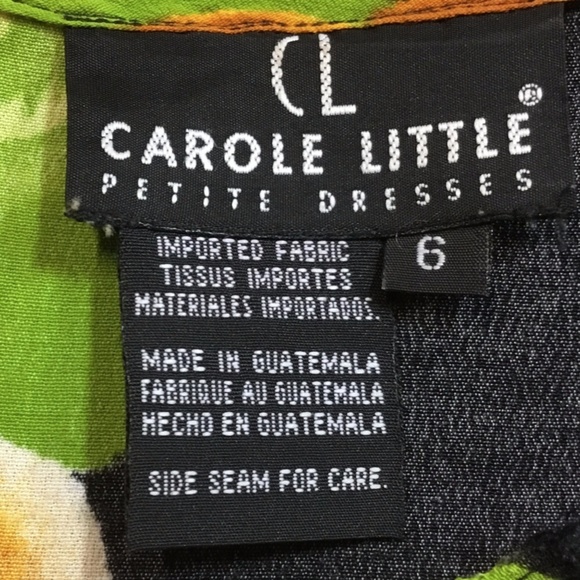 CL
CAROLE LITTLE®
PETITE DRESSES
6
IMPORTED FABRIC
TISSUS IMPORTES
MATERIALES IMPORTADOS.
MADE IN GUATEMALA
FABRIQUE AU GUATEMALA
HECHO EN GUATEMALA
SIDE SEAM FOR CARE.